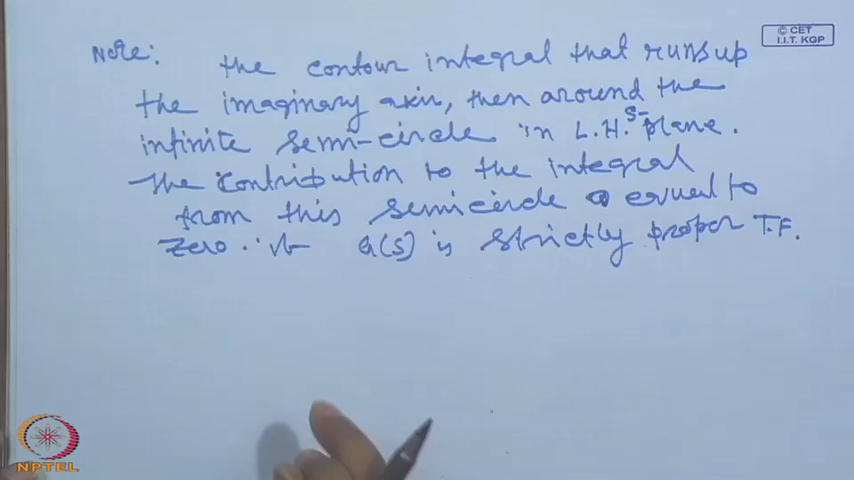 © CET
I.I.T. KGP
Note: the contour integral that runs up
the imaginary axis, then around the
infinite semi-circle in L.H. s-plane.
The contribution to the integral
from this semicircle equal to
zero. if G(s) is strictly proper T.F.
NPTEL